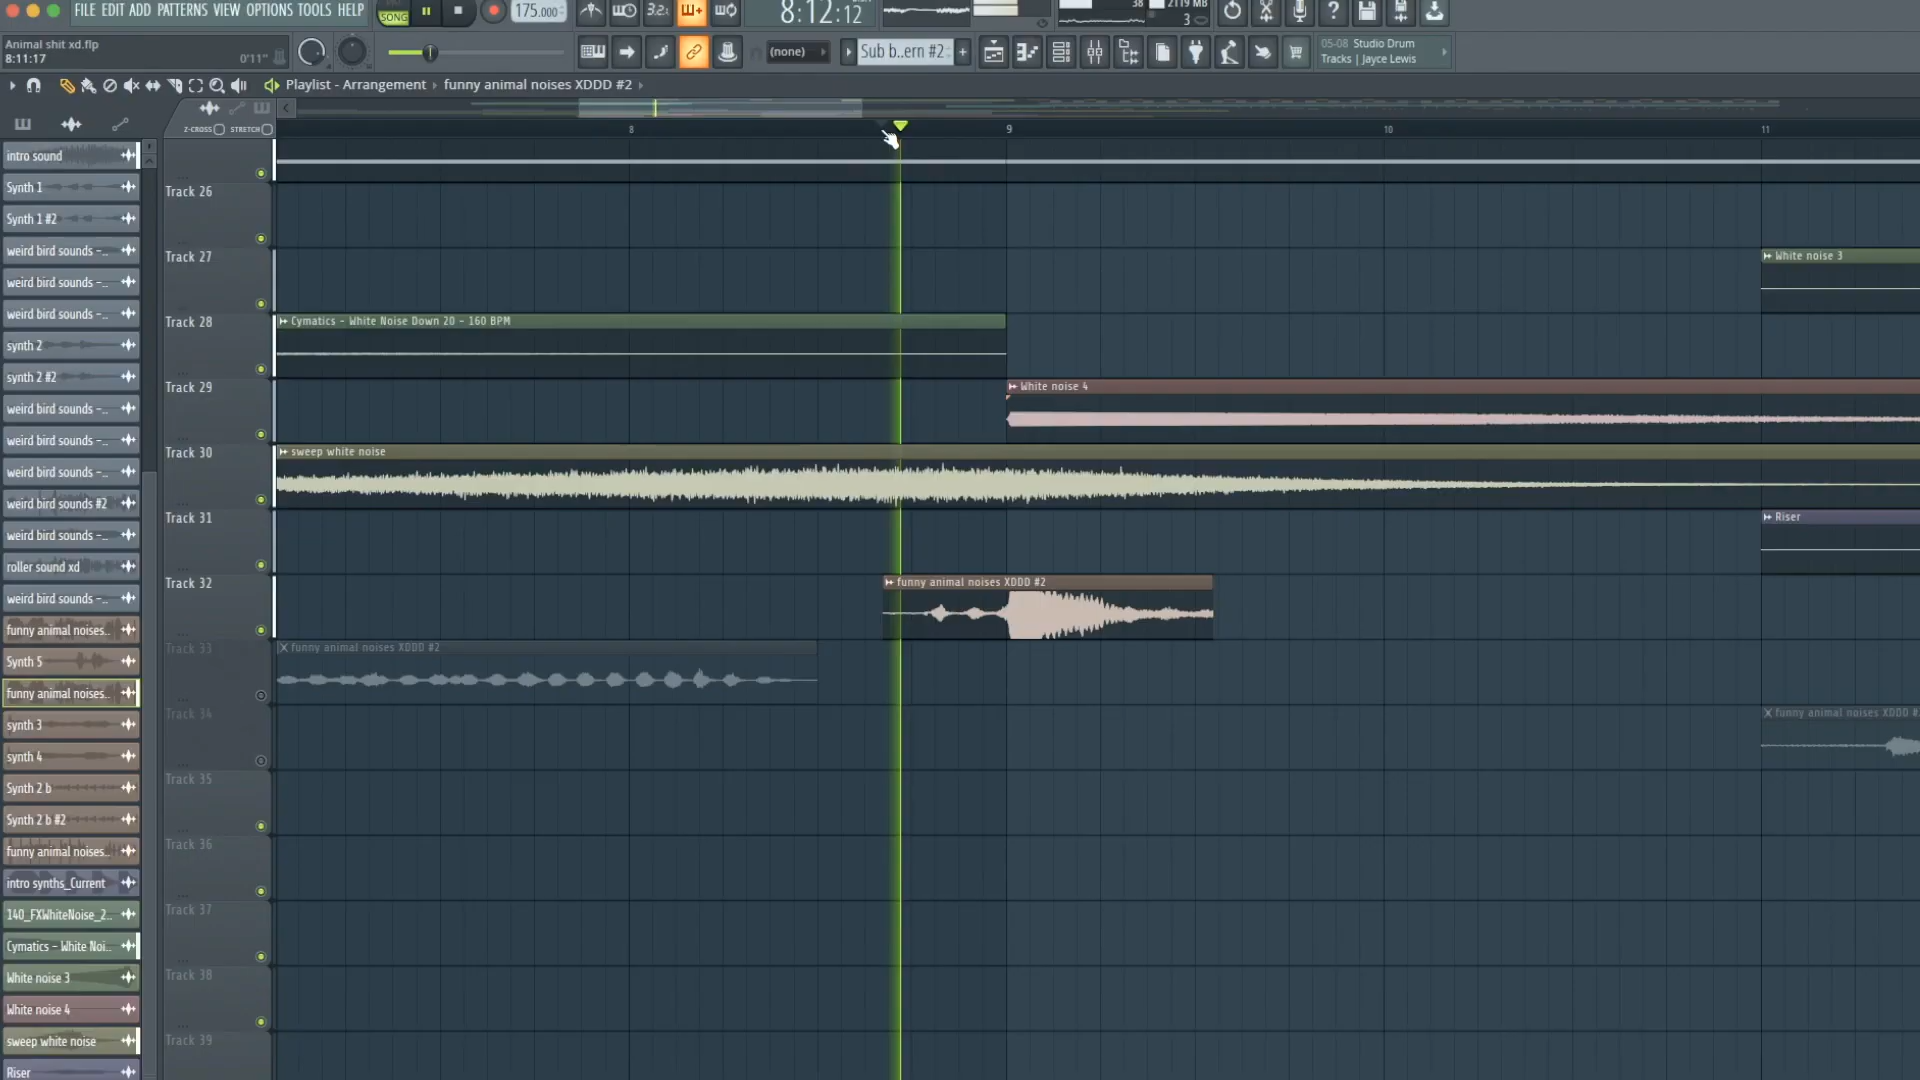 FILE EDIT ADD PATTERNS VIEW OPTIONS TOOLS HELP
SONG
175.000
3.2.
8:12:12
38
2119 MB
3
Animal shit xd.flp
8:11:17
0'11"
(none)
Sub b..ern #2
05-08 Studio Drum
Tracks | Jayce Lewis
Playlist - Arrangement › funny animal noises XDDD #2 ›
Z-CROSS
STRETCH
8
9
10
11
intro sound
Synth 1
Synth 1 #2
weird bird sounds -..
weird bird sounds -..
weird bird sounds -..
synth 2
synth 2 #2
weird bird sounds -..
weird bird sounds -..
weird bird sounds -..
weird bird sounds #2
weird bird sounds -..
roller sound xd
weird bird sounds -..
funny animal noises..
Synth 5
funny animal noises..
synth 3
synth 4
Synth 2 b
Synth 2 b #2
funny animal noises..
intro synths_Current
140_FXWhiteNoise_2..
Cymatics - White Noi..
White noise 3
White noise 4
sweep white noise
Riser
Track 26
Track 27
White noise 3
Track 28
Cymatics - White Noise Down 20 - 160 BPM
Track 29
White noise 4
Track 30
sweep white noise
Track 31
Riser
Track 32
funny animal noises XDDD #2
Track 33
funny animal noises XDDD #2
Track 34
funny animal noises XDDD #
Track 35
Track 36
Track 37
Track 38
Track 39